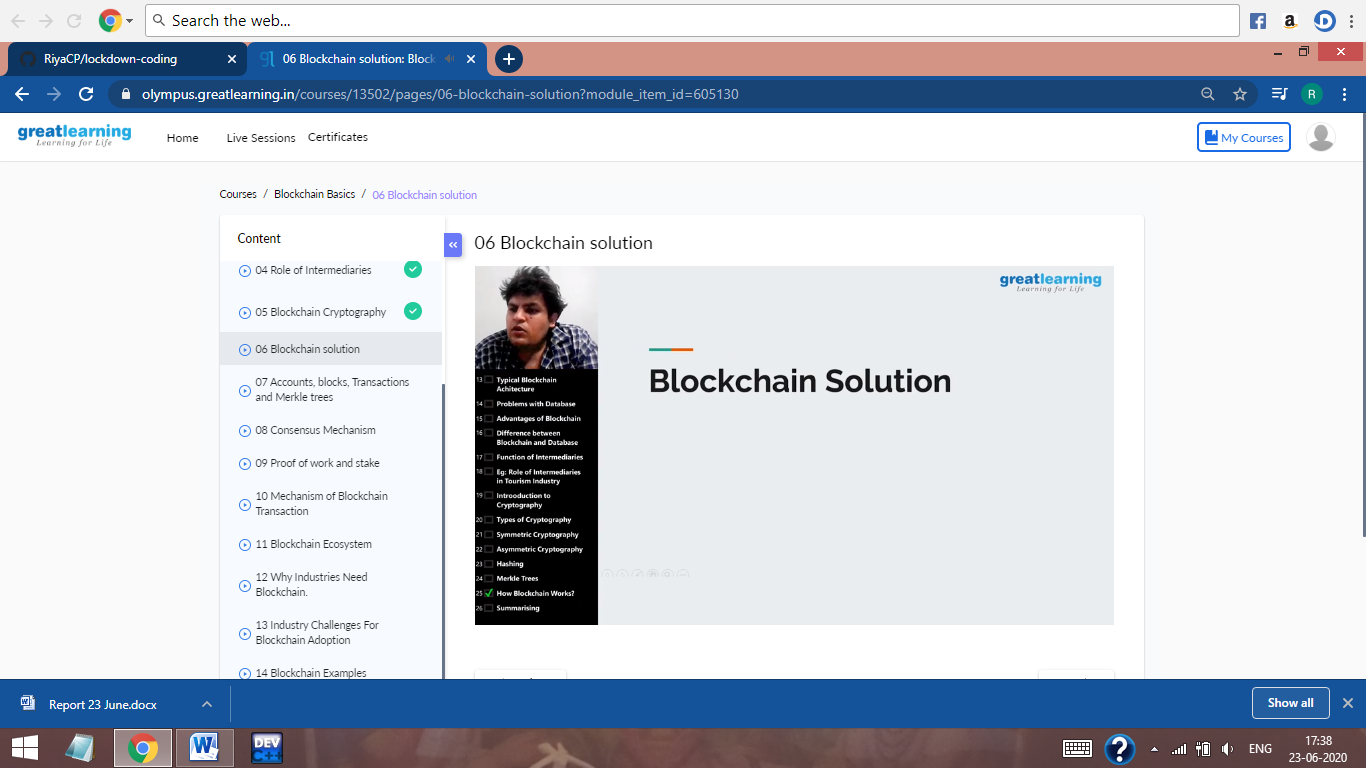 Search the web...
RiyaCP/lockdown-coding
06 Blockchain solution: Block
olympus.greatlearning.in/courses/13502/pages/06-blockchain-solution?module_item_id=605130
R
greatlearning
Learning for Life
Home
Live Sessions
Certificates
My Courses
Courses / Blockchain Basics / 06 Blockchain solution
Content
04 Role of Intermediaries
05 Blockchain Cryptography
06 Blockchain solution
07 Accounts, blocks, Transactions
and Merkle trees
08 Consensus Mechanism
09 Proof of work and stake
10 Mechanism of Blockchain
Transaction
11 Blockchain Ecosystem
12 Why Industries Need
Blockchain.
13 Industry Challenges For
Blockchain Adoption
14 Blockchain Examples
06 Blockchain solution
greatlearning
Learning for Life
Blockchain Solution
13 Typical Blockchain
Achitecture
14 Problems with Database
15 Advantages of Blockchain
16 Difference between
Blockchain and Database
17 Function of Intermediaries
18 Eg: Role of Intermediaries
in Tourism Industry
19 Introoduction to
Cryptography
20 Types of Cryptography
21 Symmetric Cryptography
22 Asymmetric Cryptography
23 Hashing
24 Merkle Trees
25 How Blockchain Works?
26 Summarising
Report 23 June.docx
Show all
DEV
C++
ENG
17:38
23-06-2020